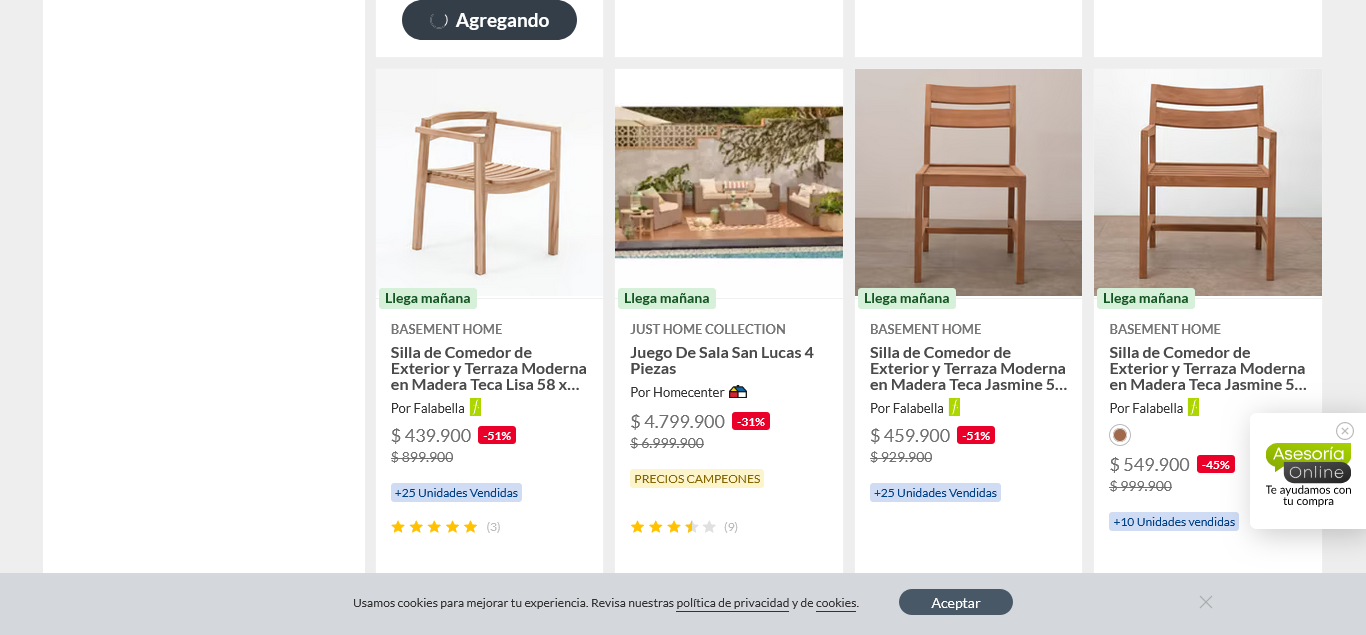 Agregando
Llega mañana
BASEMENT HOME
Silla de Comedor de
Exterior y Terraza Moderna
en Madera Teca Lisa 58 x...
Por Falabella
$ 439.900 -51%
$ 899.900
+25 Unidades Vendidas
(3)
Llega mañana
JUST HOME COLLECTION
Juego De Sala San Lucas 4
Piezas
Por Homecenter
$ 4.799.900 -31%
$ 6.999.900
PRECIOS CAMPEONES
(9)
Llega mañana
BASEMENT HOME
Silla de Comedor de
Exterior y Terraza Moderna
en Madera Teca Jasmine 5...
Por Falabella
$ 459.900 -51%
$ 929.900
+25 Unidades Vendidas
Llega mañana
BASEMENT HOME
Silla de Comedor de
Exterior y Terraza Moderna
en Madera Teca Jasmine 5...
Por Falabella
$ 549.900 -45%
$ 999.900
+10 Unidades vendidas
Asesoría
Online
Te ayudamos con
tu compra
Usamos cookies para mejorar tu experiencia. Revisa nuestras política de privacidad y de cookies.
Aceptar